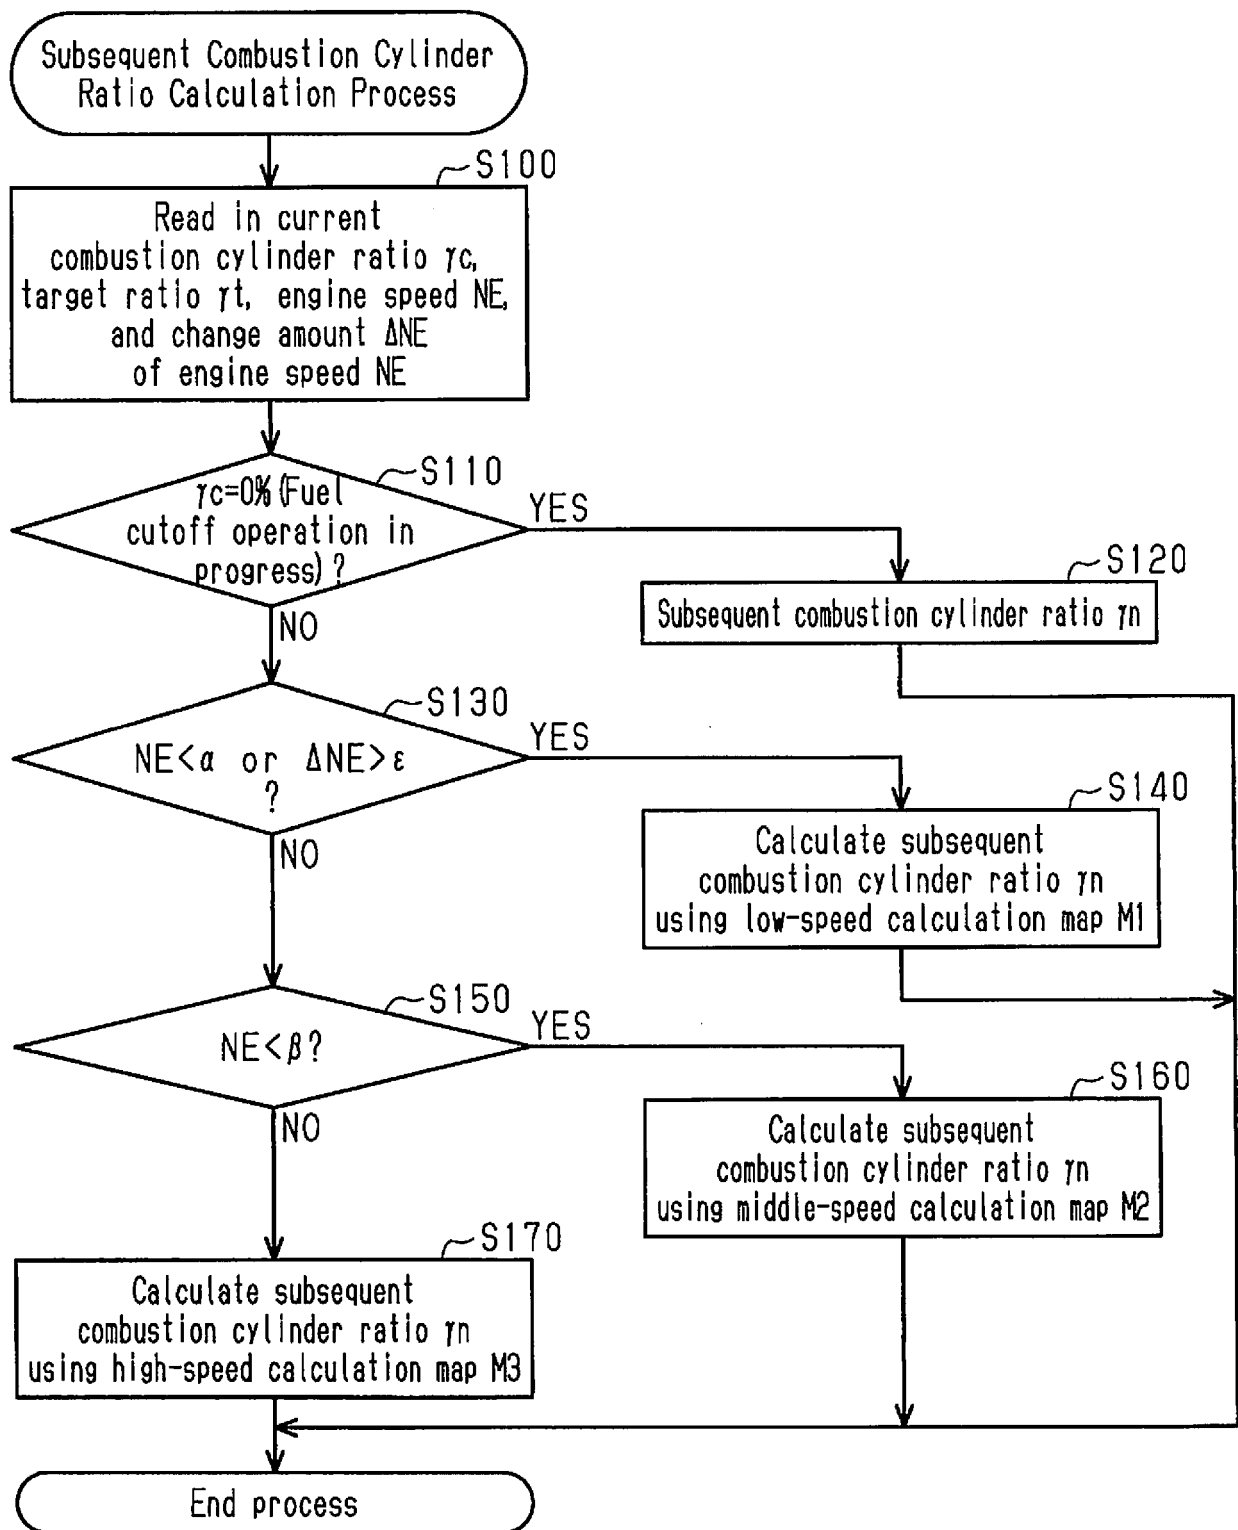 Subsequent Combustion Cylinder
Ratio Calculation Process
S100
Read in current
combustion cylinder ratio γc,
target ratio γt, engine speed NE,
and change amount ΔNE
of engine speed NE
S110
γc=0% (Fuel
cutoff operation in
progress)?
YES
NO
S120
Subsequent combustion cylinder ratio γn
S130
NE<α or ΔNE>ε
?
YES
NO
S140
Calculate subsequent
combustion cylinder ratio γn
using low-speed calculation map M1
S150
NE<β?
YES
NO
S160
Calculate subsequent
combustion cylinder ratio γn
using middle-speed calculation map M2
S170
Calculate subsequent
combustion cylinder ratio γn
using high-speed calculation map M3
End process